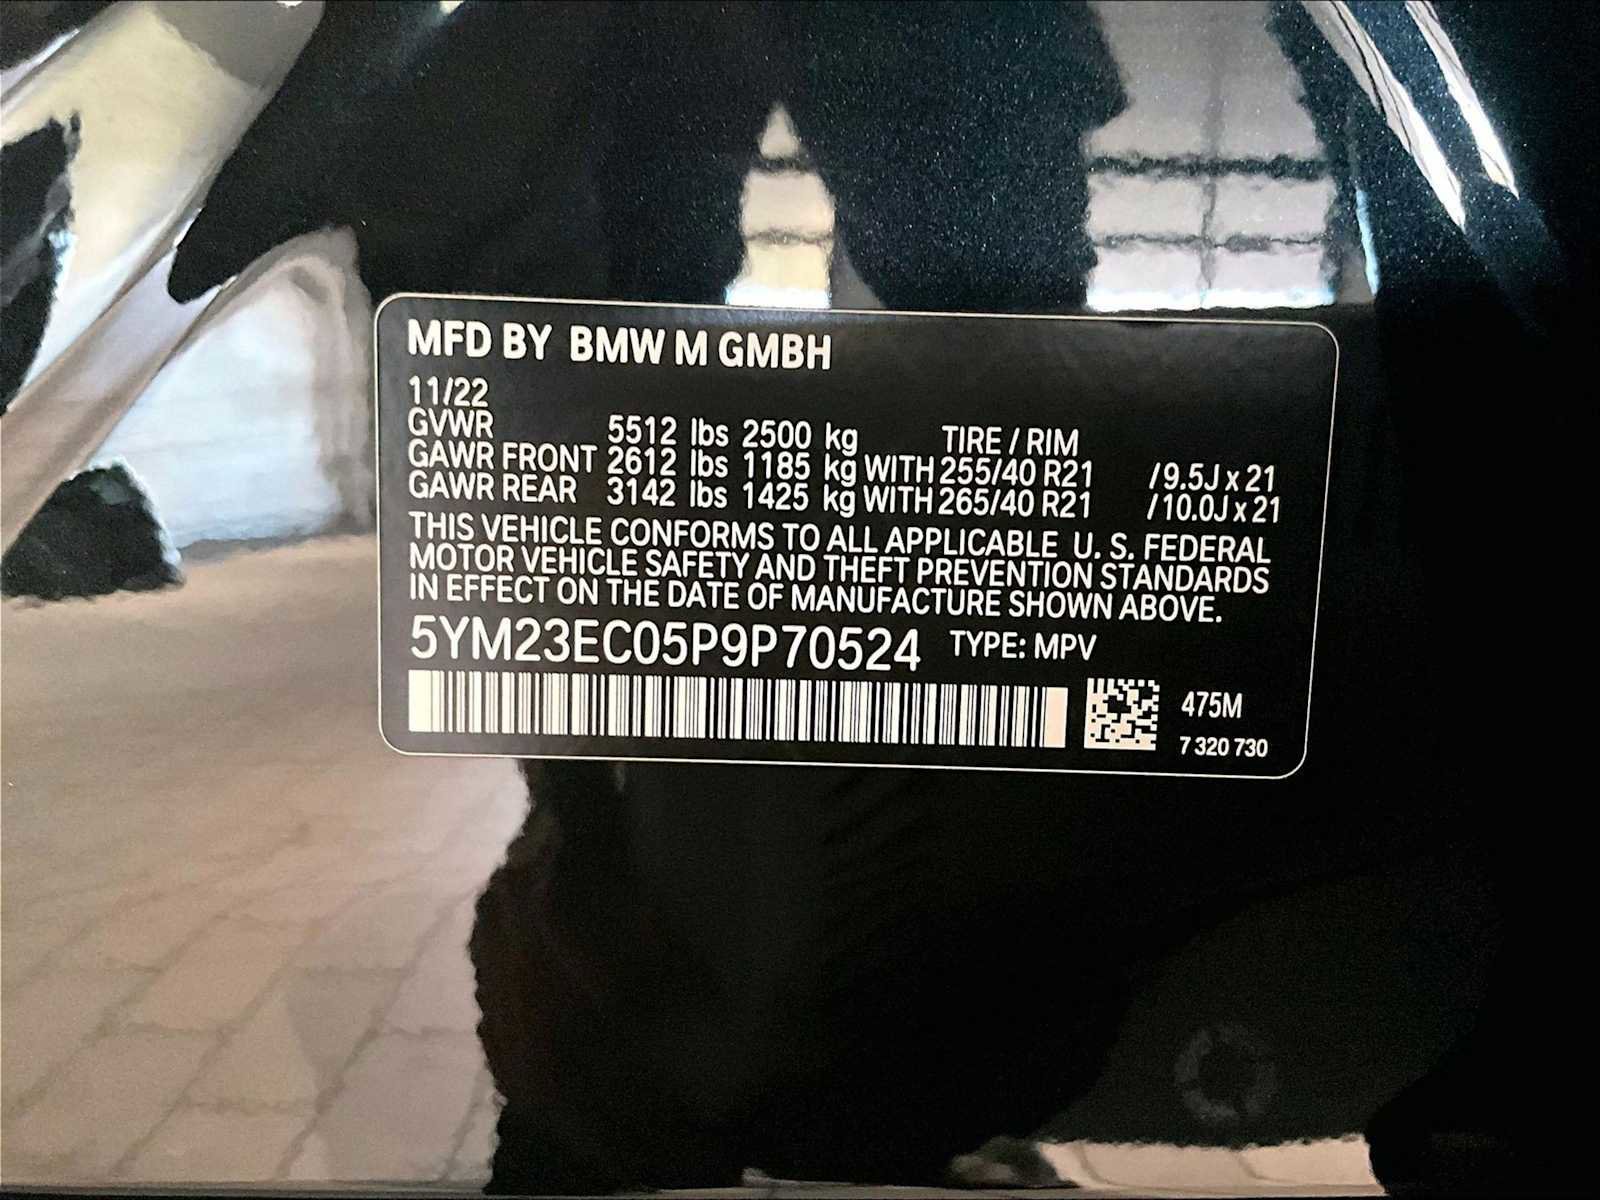 MFD BY BMW M GMBH
11/22
GVWR 5512 lbs 2500 kg TIRE / RIM
GAWR FRONT 2612 lbs 1185 kg WITH 255/40 R21 /9.5J x 21
GAWR REAR 3142 lbs 1425 kg WITH 265/40 R21 /10.0J x 21
THIS VEHICLE CONFORMS TO ALL APPLICABLE U. S. FEDERAL
MOTOR VEHICLE SAFETY AND THEFT PREVENTION STANDARDS
IN EFFECT ON THE DATE OF MANUFACTURE SHOWN ABOVE.
5YM23EC05P9P70524 TYPE: MPV
475M
7 320 730